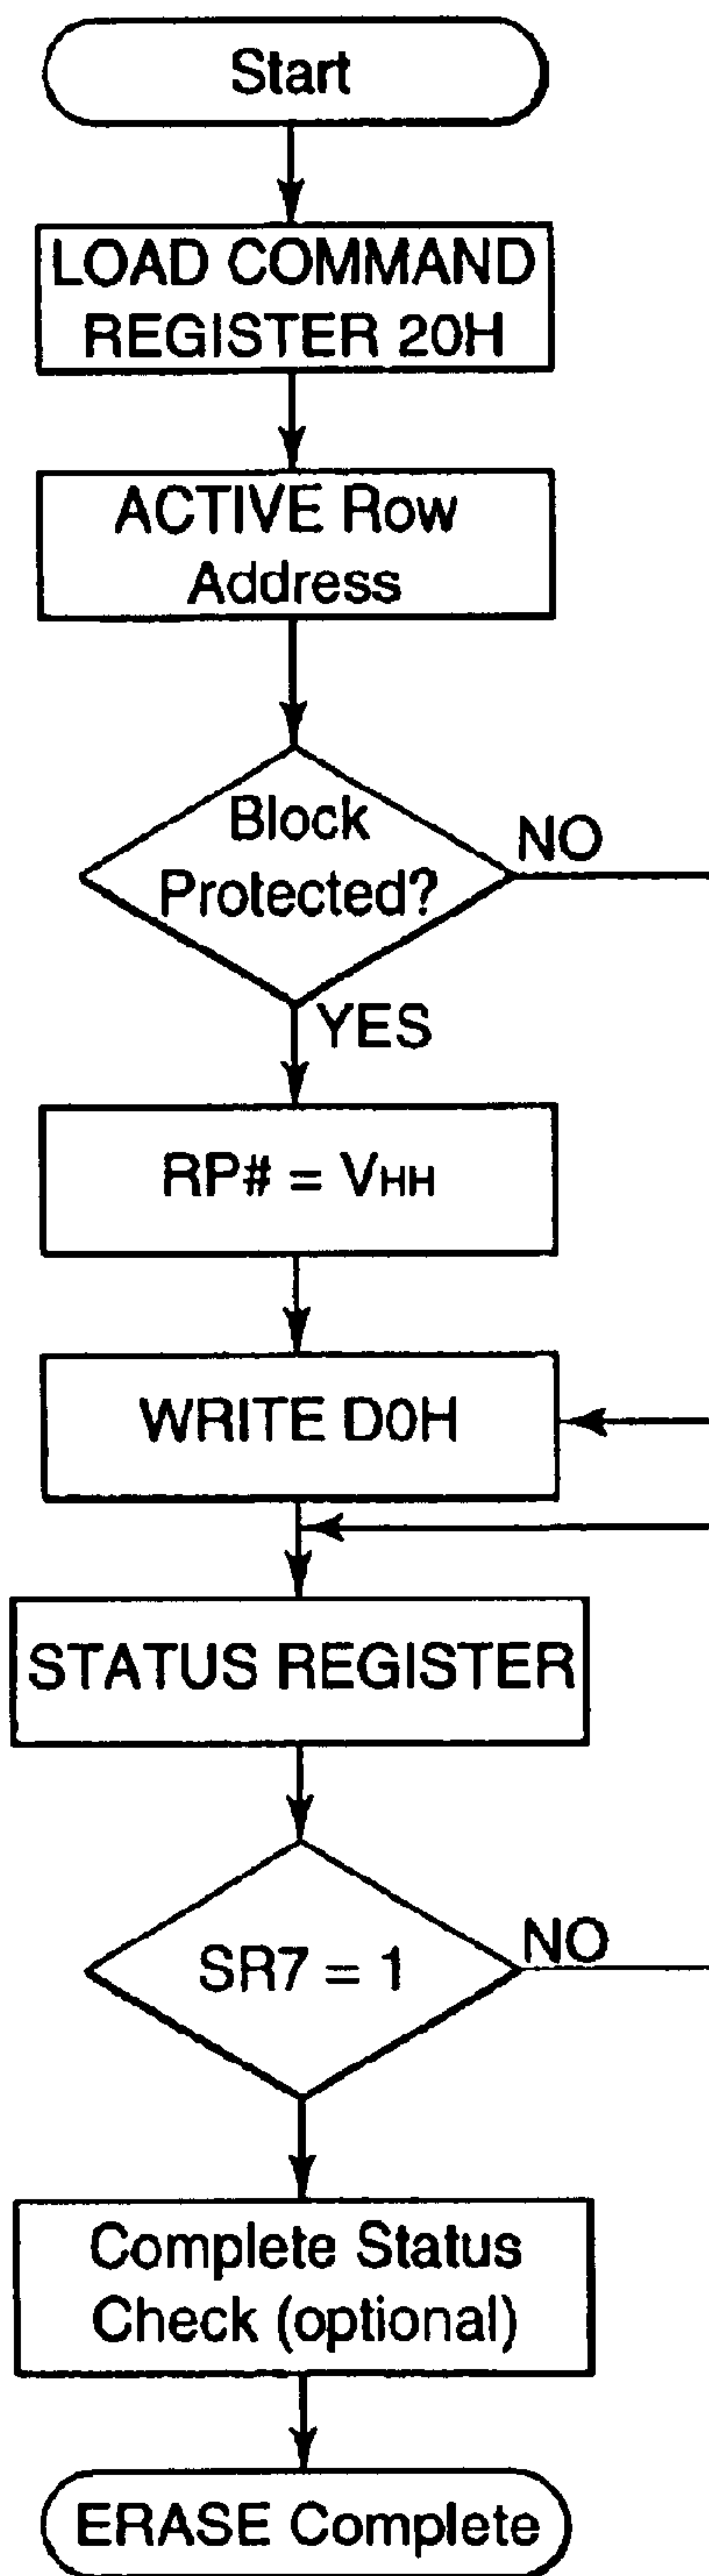 Start
LOAD COMMAND
REGISTER 20H
ACTIVE Row
Address
Block
Protected?
NO
YES
RP# = VHH
WRITE D0H
STATUS REGISTER
SR7 = 1
NO
Complete Status
Check (optional)
ERASE Complete